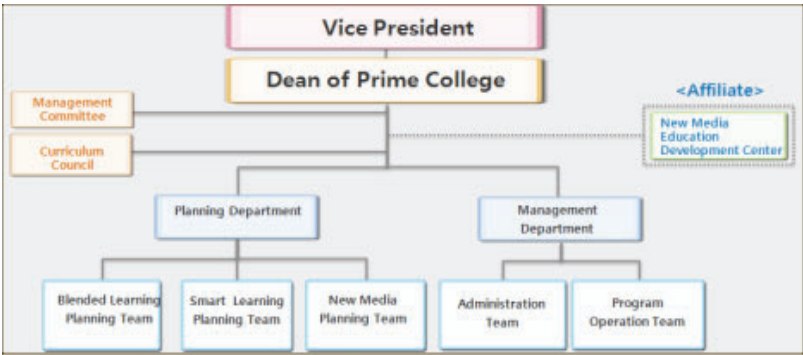 Vice President
Dean of Prime College
Management
Committee
Curriculum
Council
<Affiliate>
New Media
Education
Development Center
Planning Department
Management
Department
Blended Learning
Planning Team
Smart Learning
Planning Team
New Media
Planning Team
Administration
Team
Program
Operation Team